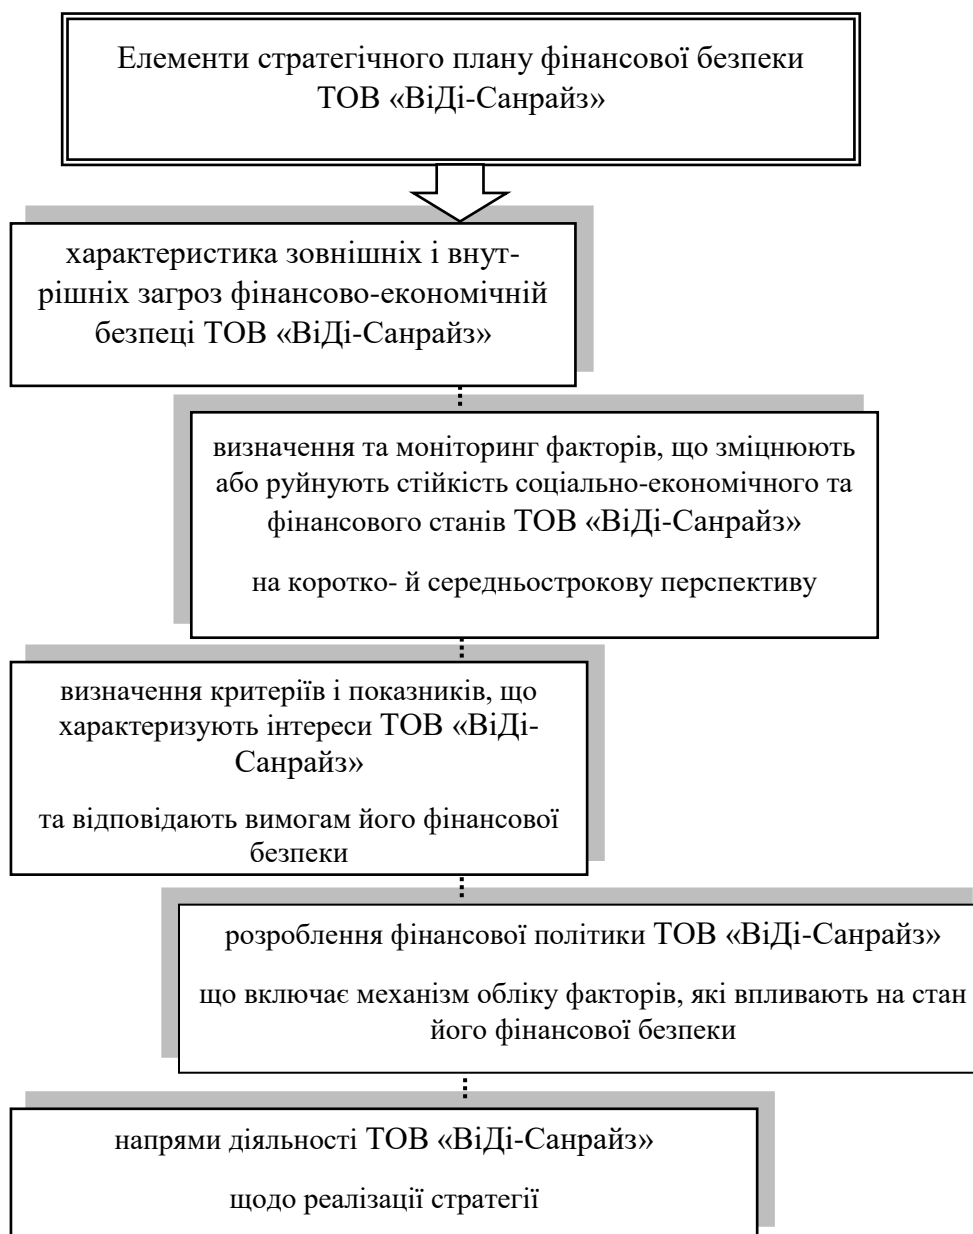 Елементи стратегічного плану фінансової безпеки
ТОВ «ВіДі-Санрайз»
характеристика зовнішніх і внут-
рішніх загроз фінансово-економічній
безпеці ТОВ «ВіДі-Санрайз»
визначення та моніторинг факторів, що зміцнюють
або руйнують стійкість соціально-економічного та
фінансового станів ТОВ «ВіДі-Санрайз»
на коротко- й середньострокову перспективу
визначення критеріїв і показників, що
характеризують інтереси ТОВ «ВіДі-
Санрайз»
та відповідають вимогам його фінансової
безпеки
розроблення фінансової політики ТОВ «ВіДі-Санрайз»
що включає механізм обліку факторів, які впливають на стан
його фінансової безпеки
напрями діяльності ТОВ «ВіДі-Санрайз»
щодо реалізації стратегії